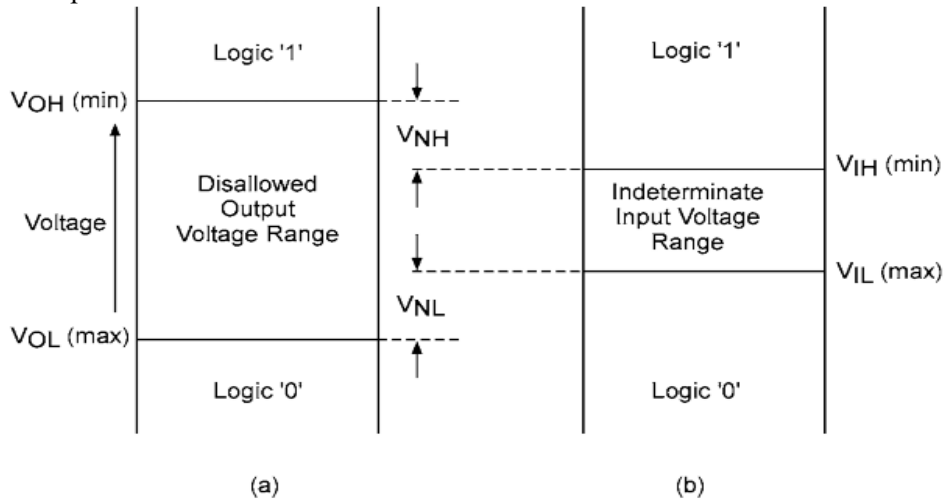 Logic '1'
VOH (min)
VNH
Disallowed
Output
Voltage Range
Voltage
VNL
VOL (max)
Logic '0'
(a)
Logic '1'
VIH (min)
Indeterminate
Input Voltage
Range
VIL (max)
Logic '0'
(b)